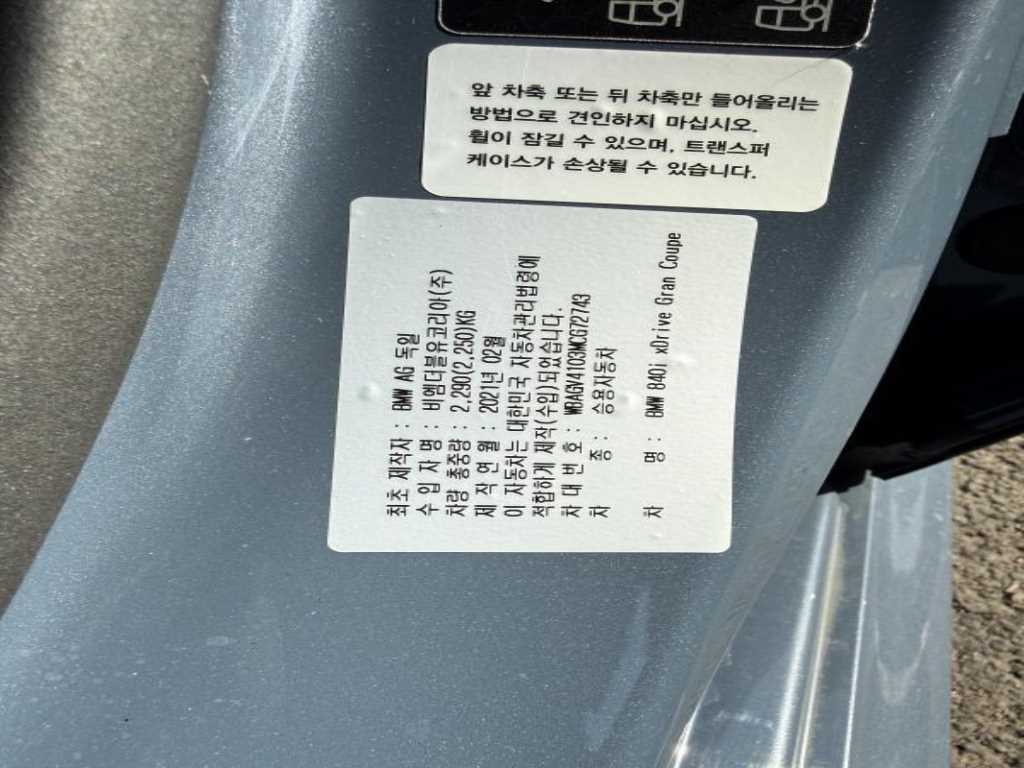 앞 차축 또는 뒤 차축만 들어올리는
방법으로 견인하지 마십시오.
휠이 잠길 수 있으며, 트랜스퍼
케이스가 손상될 수 있습니다.
최초 제작자 : BMW AG 독일
수 입 자 명 : 비엠더블유코리아(주)
차량 총중량 : 2,290(2,250)KG
제 작 연 월 : 2021년 02월
이 자동차는 대한민국 자동차관리법령에
적합하게 제작(수입)되었습니다.
차 대 번 호 : WBAGV4103MCG72743
차 종 : 승용자동차
차 명 : BMW 840i xDrive Gran Coupe